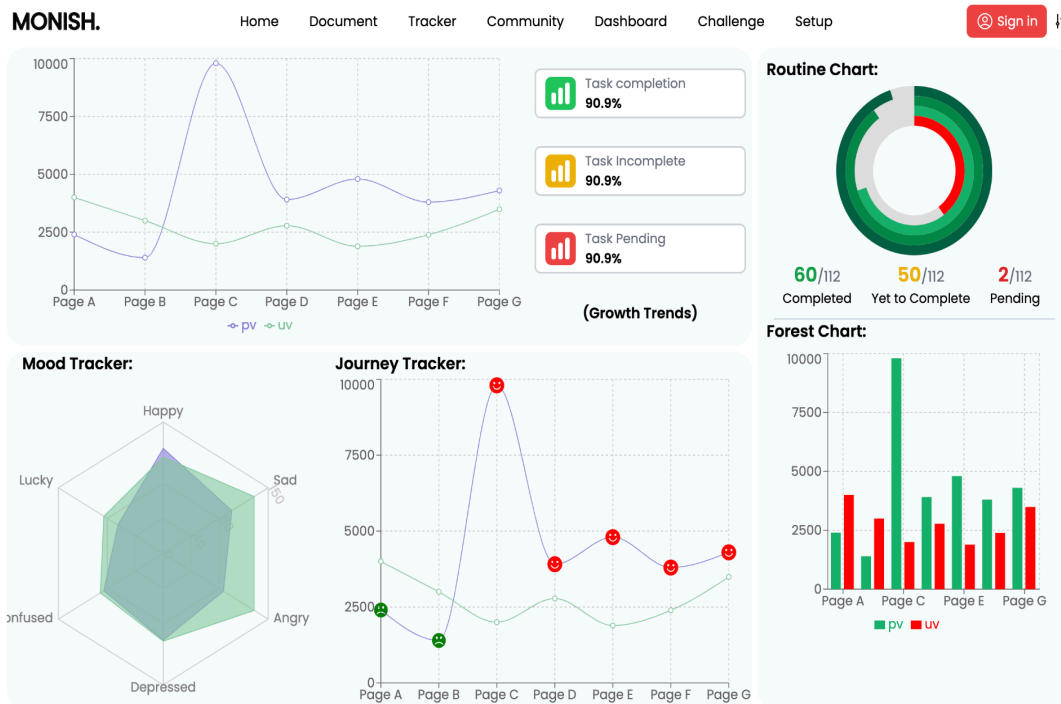 MONISH.
Home Document Tracker Community Dashboard Challenge Setup
Sign in
10000
7500
5000
2500
0
Page A Page B Page C Page D Page E Page F Page G
pv uv
Task completion
90.9%
Task Incomplete
90.9%
Task Pending
90.9%
(Growth Trends)
Routine Chart:
60/112 50/112 2/112
Completed Yet to Complete Pending
Forest Chart:
10000
7500
5000
2500
0
Page A Page C Page E Page G
pv uv
Mood Tracker:
Happy
Lucky Sad
onfused Angry
Depressed
Journey Tracker:
10000
7500
5000
2500
0
Page A Page B Page C Page D Page E Page F Page G